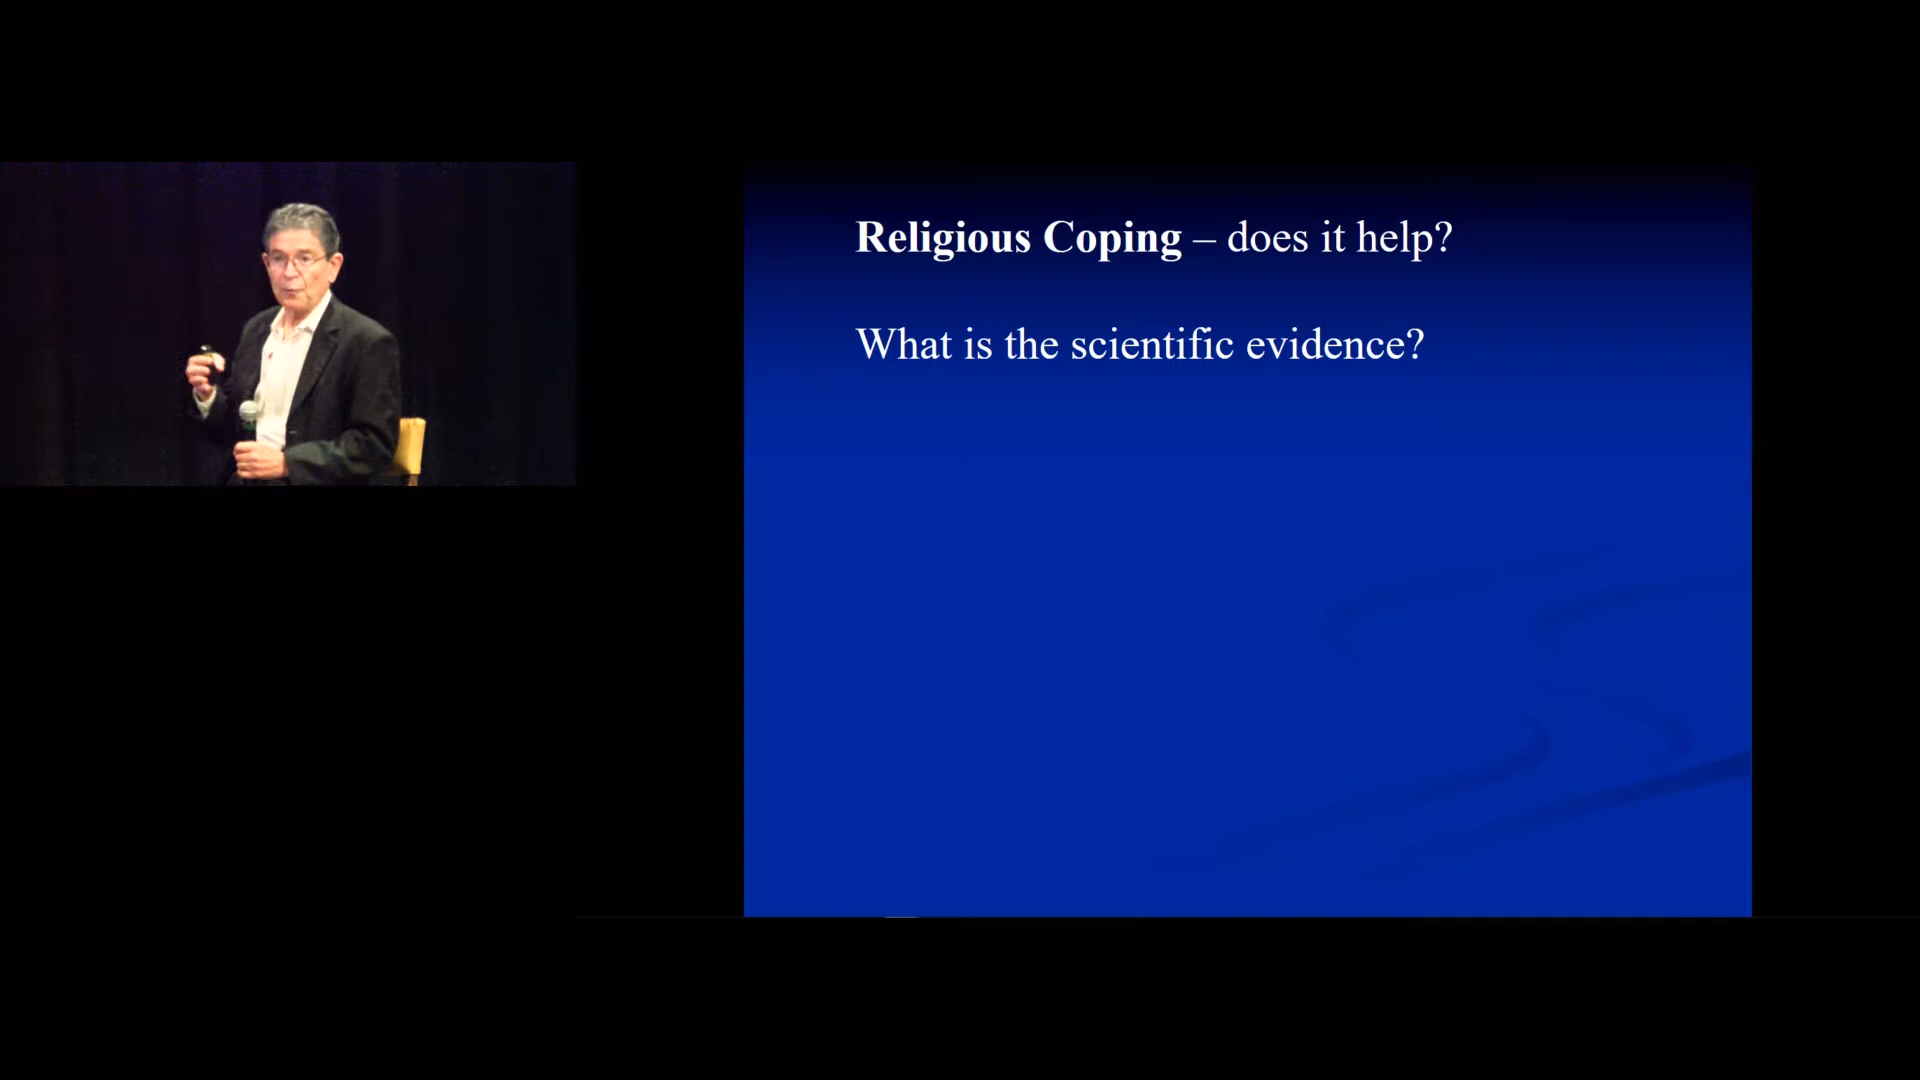 Religious Coping – does it help?
What is the scientific evidence?